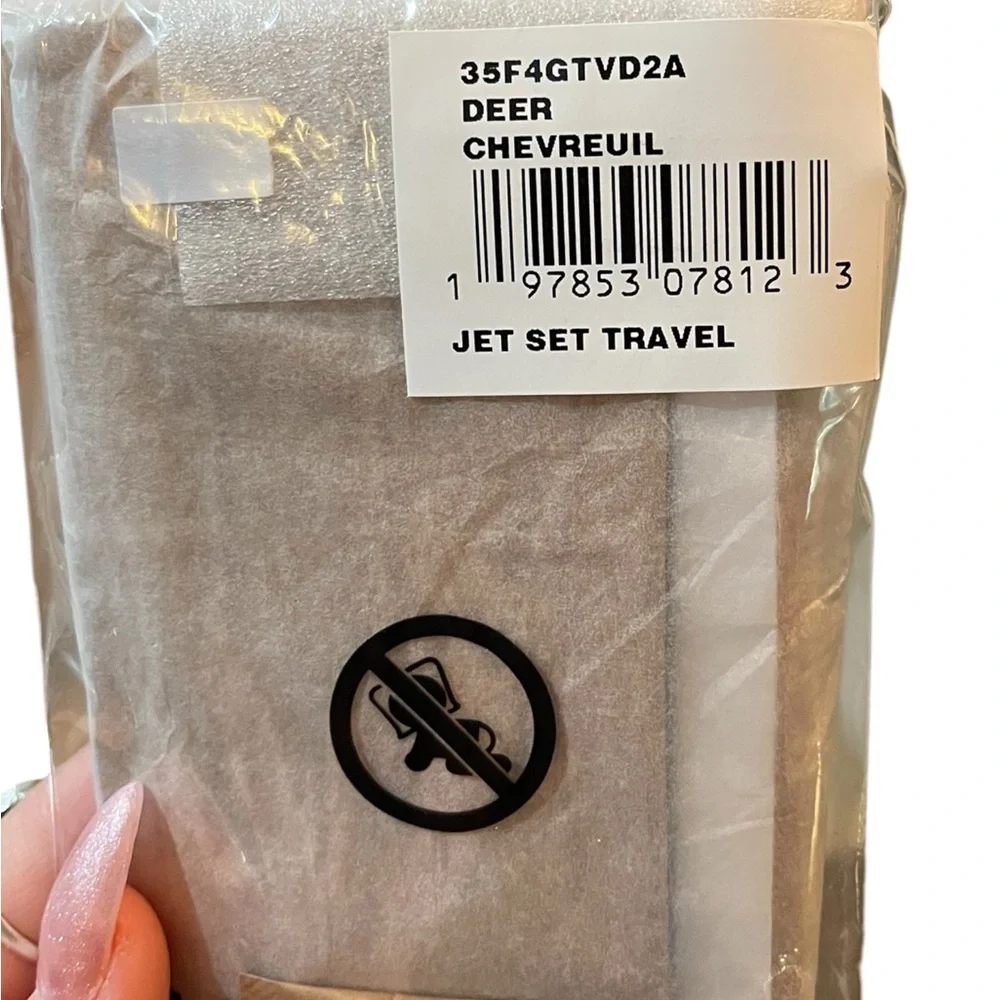 35F4GTVD2A
DEER
CHEVREUIL
1 97853 07812 3
JET SET TRAVEL